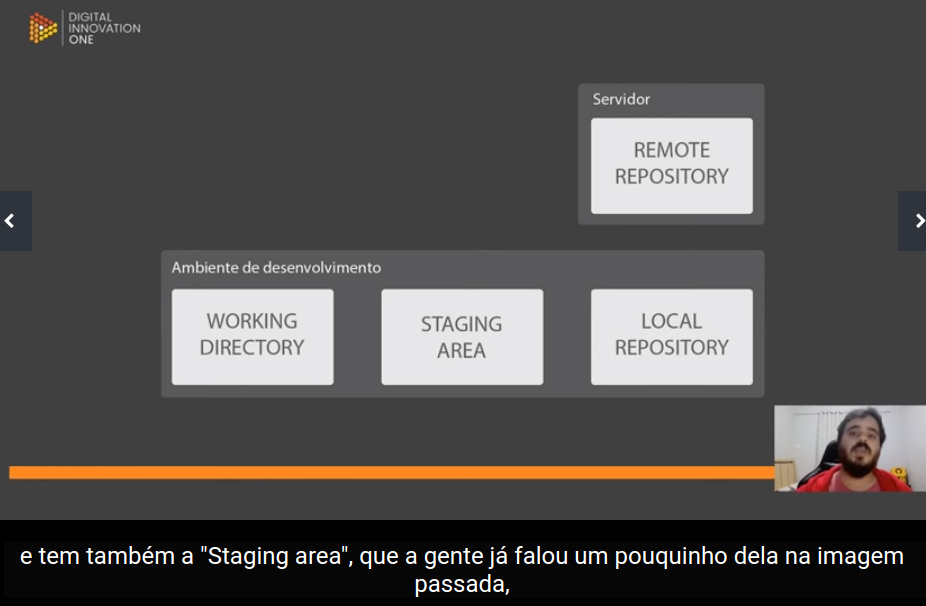 DIGITAL
INNOVATION
ONE
Servidor
REMOTE
REPOSITORY
Ambiente de desenvolvimento
WORKING
DIRECTORY
STAGING
AREA
LOCAL
REPOSITORY
e tem também a "Staging area", que a gente já falou um pouquinho dela na imagem
passada,